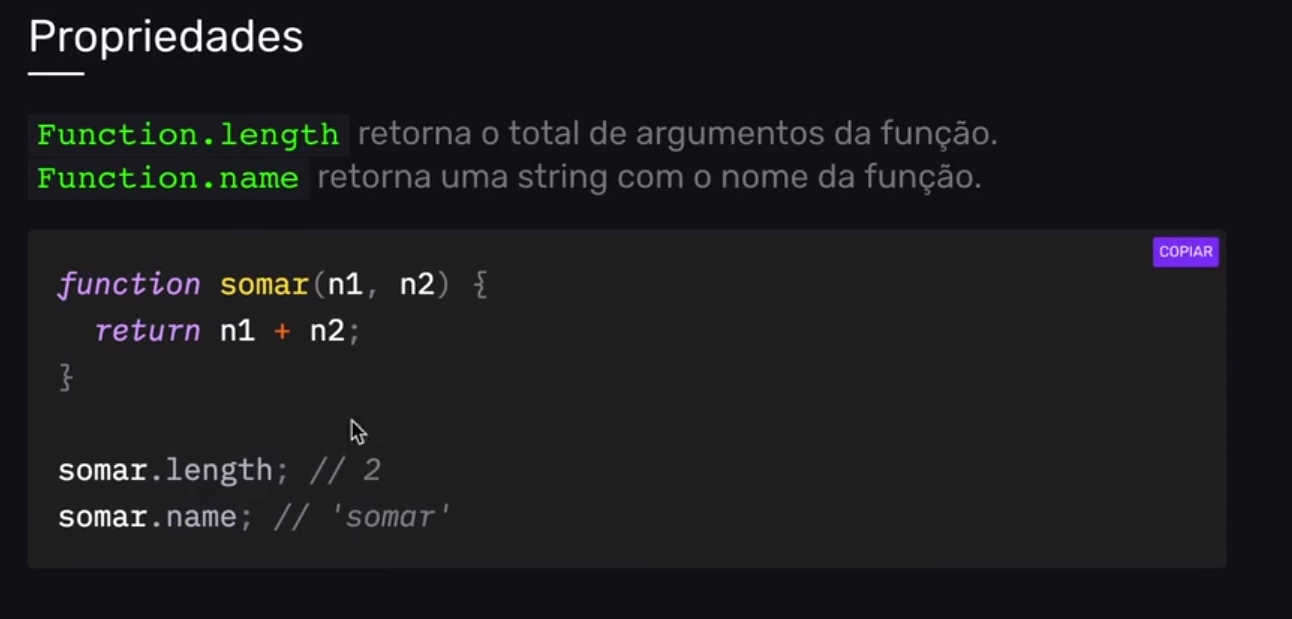 Propriedades
Function.length retorna o total de argumentos da função.
Function.name retorna uma string com o nome da função.
COPIAR
function somar(n1, n2) {
  return n1 + n2;
}
somar.length; // 2
somar.name; // 'somar'